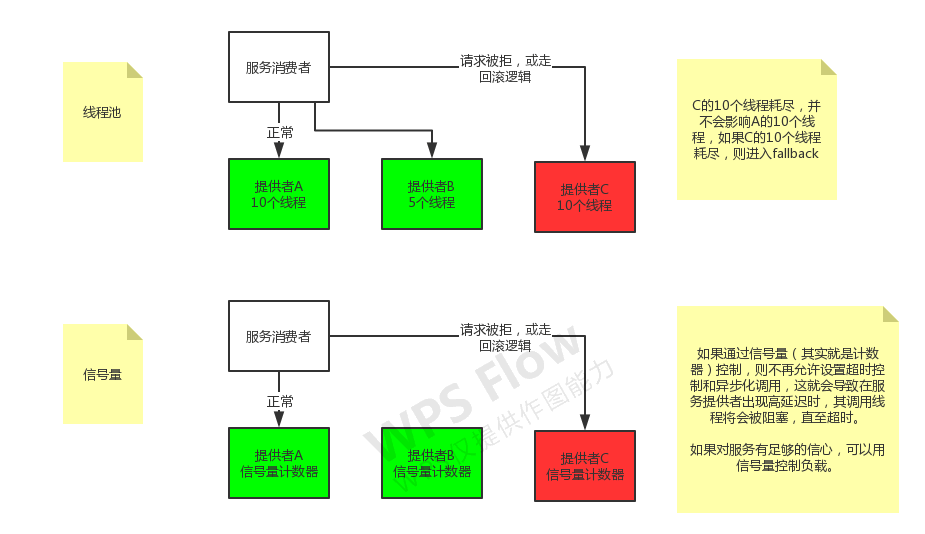 线程池
服务消费者
请求被拒，或走
回滚逻辑
正常
提供者A
10个线程
提供者B
5个线程
提供者C
10个线程
C的10个线程耗尽，并
不会影响A的10个线
程，如果C的10个线程
耗尽，则进入fallback
信号量
服务消费者
请求被拒，或走
回滚逻辑
正常
提供者A
信号量计数器
提供者B
信号量计数器
提供者C
信号量计数器
如果通过信号量（其实就是计数
器）控制，则不再允许设置超时控
制和异步化调用，这就会导致在服
务提供者出现高延迟时，其调用线
程将会被阻塞，直至超时。
如果对服务有足够的信心，可以用
信号量控制负载。
WPS Flow
仅提供作图能力